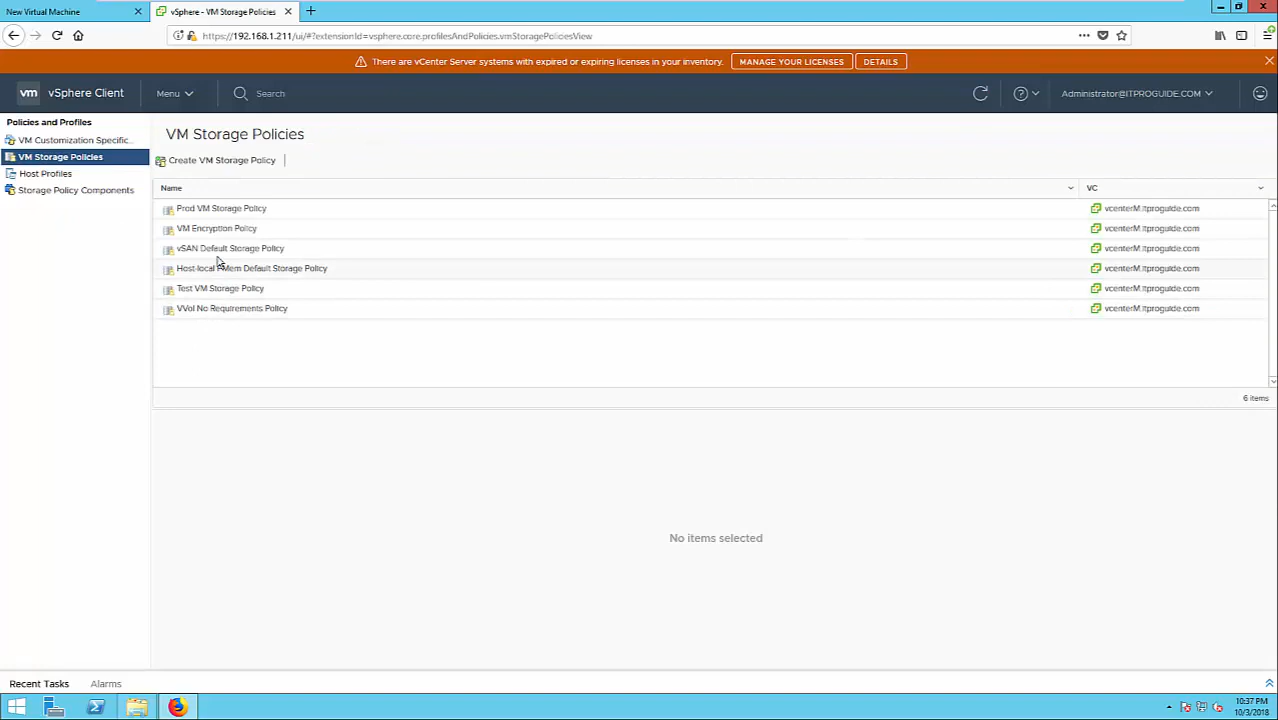 New Virtual Machine
vSphere - VM Storage Policies
https://192.168.1.211/ui/#?extensionId=vsphere.core.profilesAndPolicies.vmStoragePoliciesView
There are vCenter Server systems with expired or expiring licenses in your inventory.
MANAGE YOUR LICENSES
DETAILS
vm
vSphere Client
Menu
Search
Administrator@ITPROGUIDE.COM
Policies and Profiles
VM Customization Specific...
VM Storage Policies
Host Profiles
Storage Policy Components
VM Storage Policies
Create VM Storage Policy
Name VC
Prod VM Storage Policy vcenterM.itproguide.com
VM Encryption Policy vcenterM.itproguide.com
vSAN Default Storage Policy vcenterM.itproguide.com
Host-local PMem Default Storage Policy vcenterM.itproguide.com
Test VM Storage Policy vcenterM.itproguide.com
VVol No Requirements Policy vcenterM.itproguide.com
6 items
No items selected
Recent Tasks Alarms
10:37 PM
10/3/2018